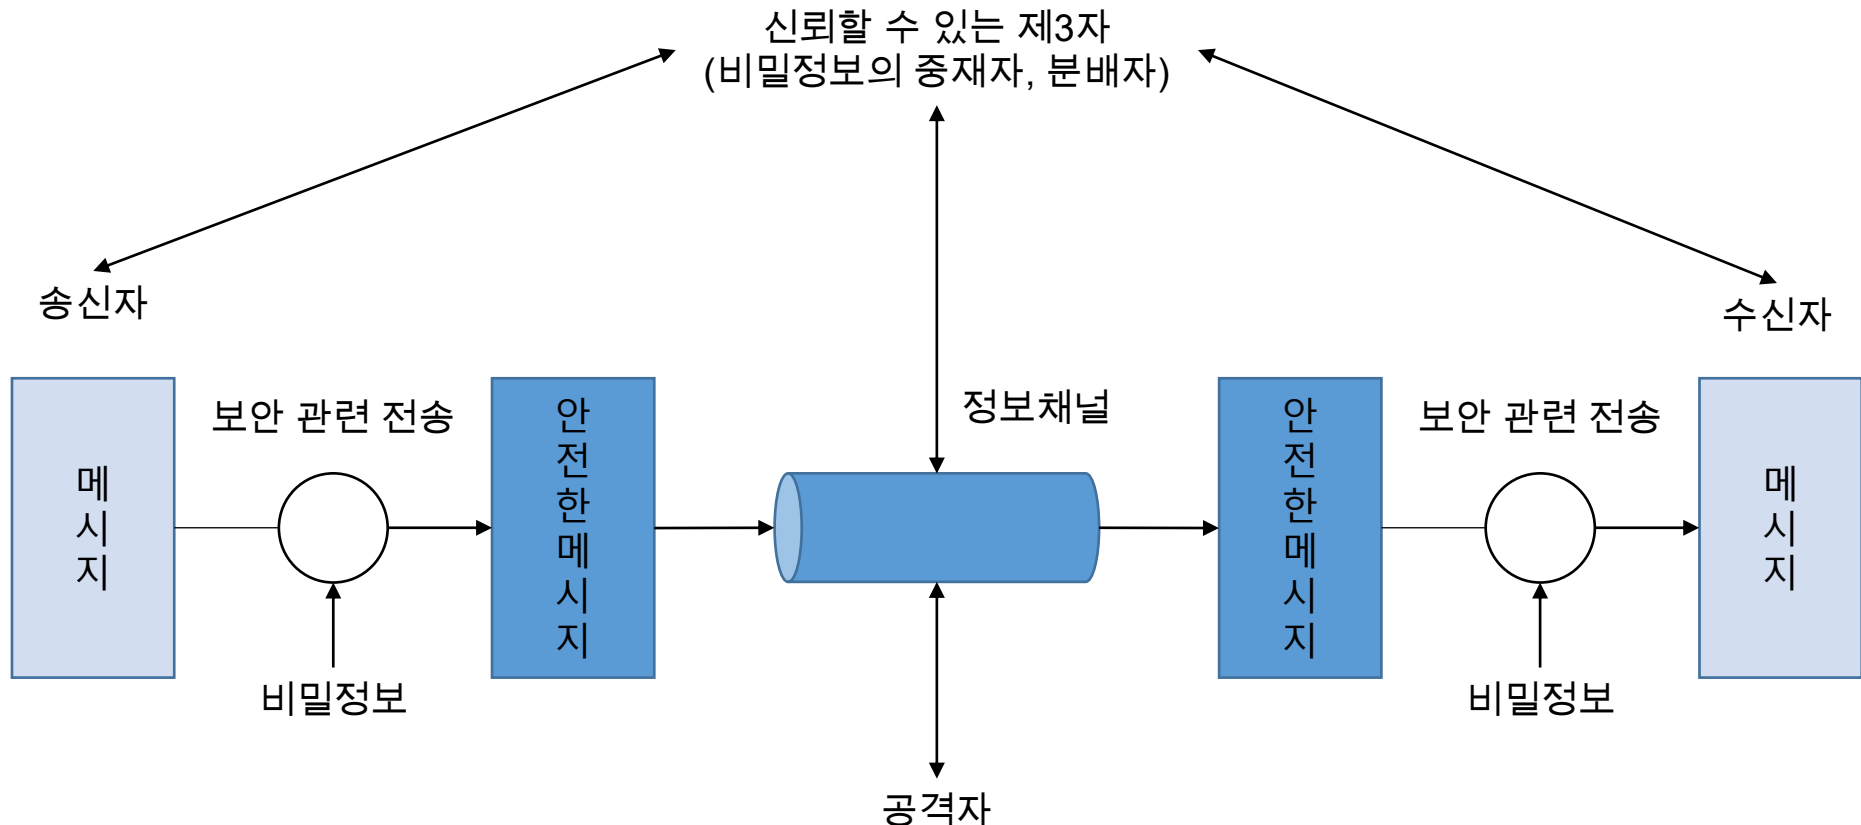 신뢰할 수 있는 제3자
(비밀정보의 중재자, 분배자)
송신자
수신자
메시지
보안 관련 전송
비밀정보
안전한메시지
정보채널
안전한메시지
보안 관련 전송
비밀정보
메시지
공격자